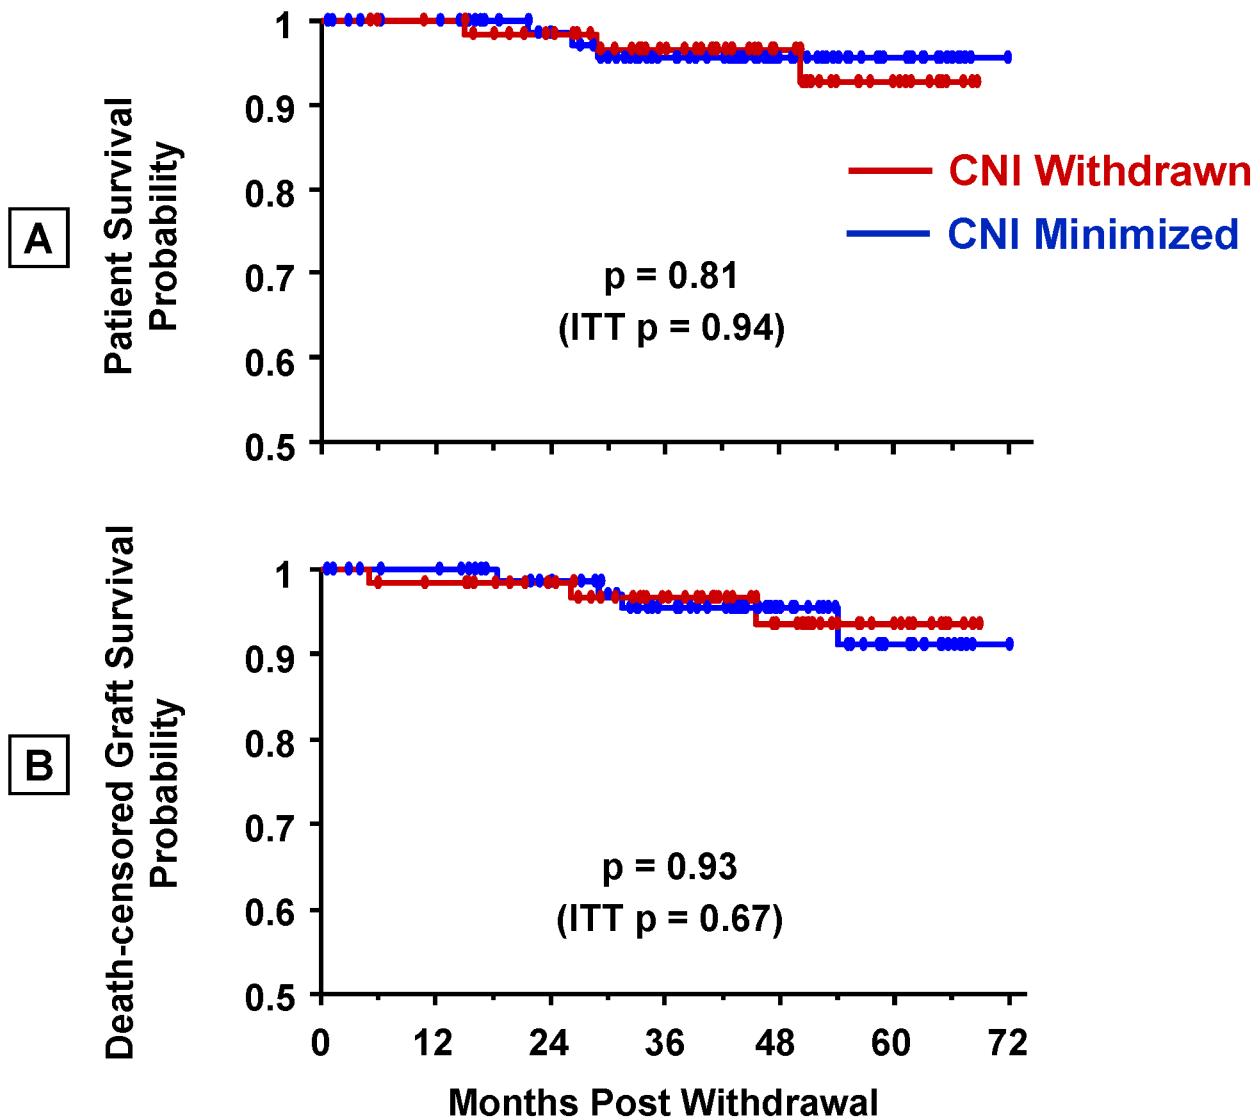 A
Patient Survival
Probability
1
0.9
0.8
0.7
0.6
0.5
CNI Withdrawn
CNI Minimized
p = 0.81
(ITT p = 0.94)
B
Death-censored Graft Survival
Probability
1
0.9
0.8
0.7
0.6
0.5
p = 0.93
(ITT p = 0.67)
0 12 24 36 48 60 72
Months Post Withdrawal